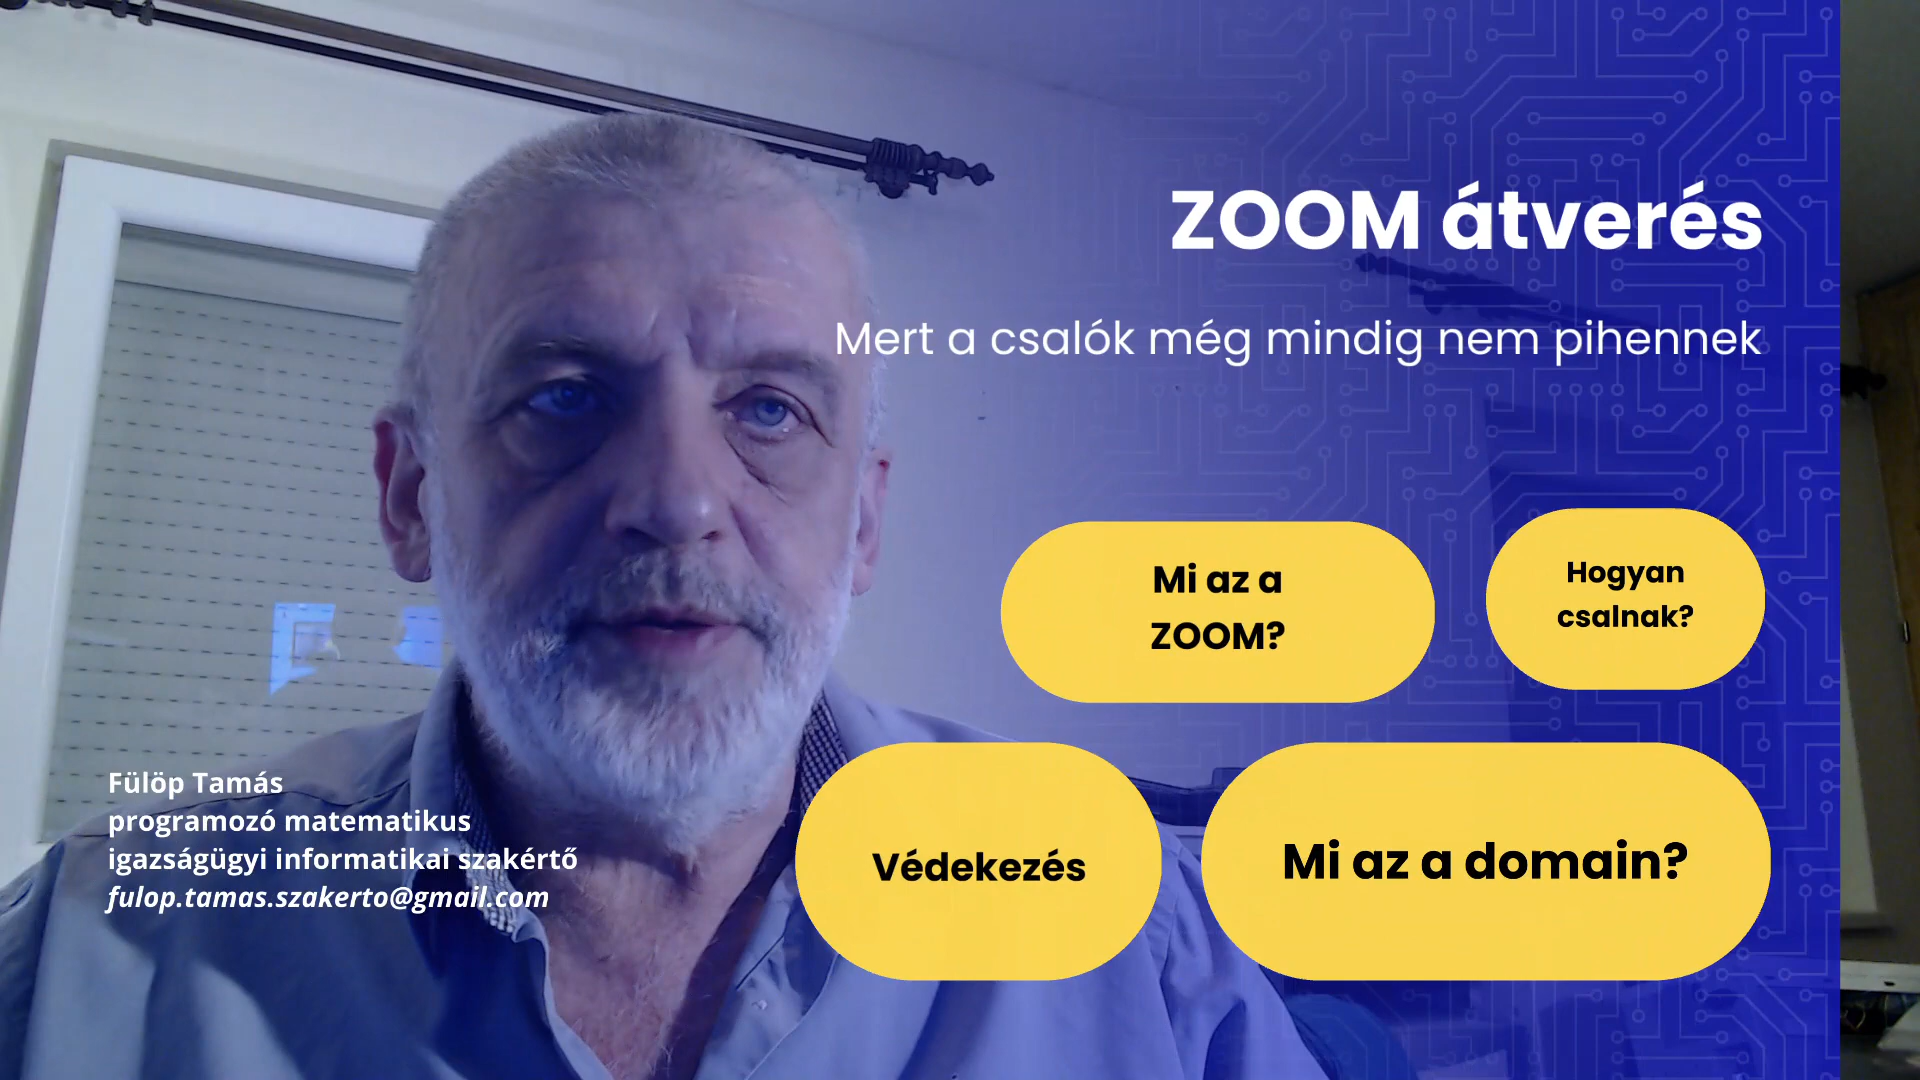 ZOOM átverés
Mert a csalók még mindig nem pihennek
Mi az a
ZOOM?
Hogyan
csalnak?
Védekezés
Mi az a domain?
Fülöp Tamás
programozó matematikus
igazságügyi informatikai szakértő
fulop.tamas.szakerto@gmail.com